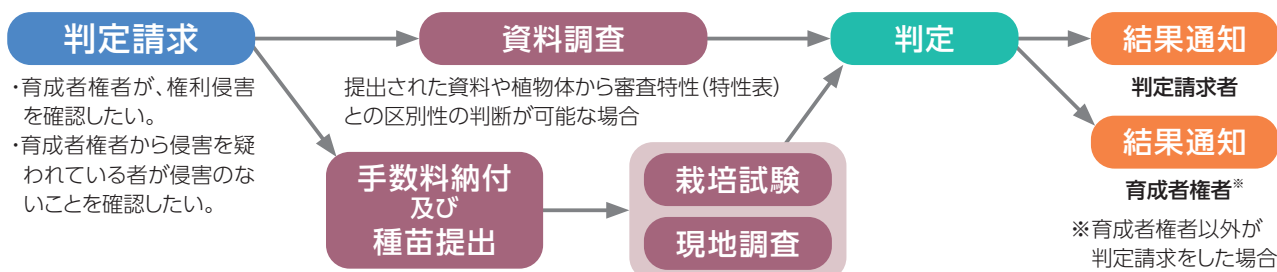 判定請求
・育成者権者が、権利侵害
を確認したい。
・育成者権者から侵害を疑
われている者が侵害のな
いことを確認したい。
資料調査
提出された資料や植物体から審査特性(特性表)
との区別性の判断が可能な場合
手数料納付
及び
種苗提出
栽培試験
現地調査
判定
結果通知
判定請求者
結果通知
育成者権者※
※育成者権者以外が
判定請求をした場合